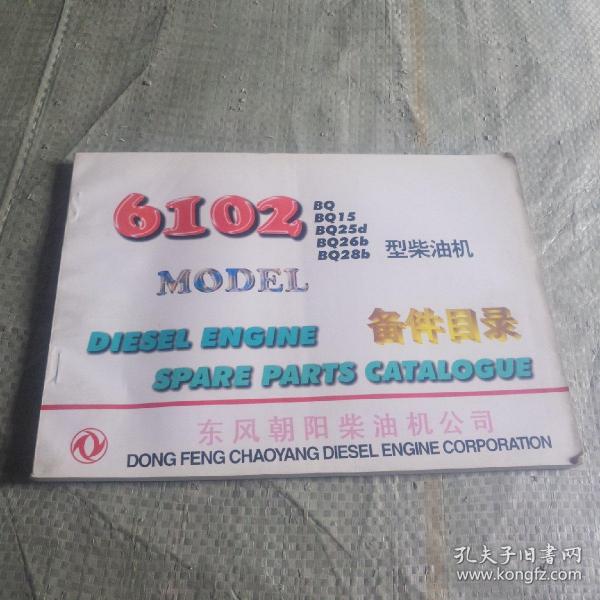 6102
BQ
BQ15
BQ25d
BQ26b
BQ28b
型柴油机
MODEL
备件目录
DIESEL ENGINE
SPARE PARTS CATALOGUE
东风朝阳柴油机公司
DONG FENG CHAOYANG DIESEL ENGINE CORPORATION
孔夫子旧书网
www.kongfz.com